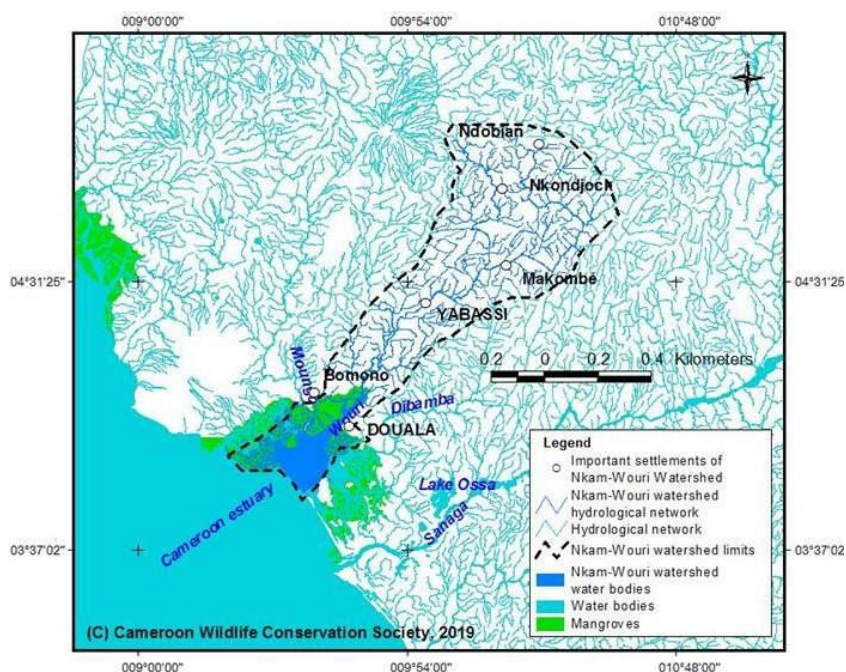 009°00'00"
009°54'00"
010°48'00"
Ndobian
Nkondjock
04°31'25"
04°31'25"
Makombé
YABASSI
Moungo
0.2 0 0.2 0.4 Kilometers
Bomono
Wouri
Dibamba
DOUALA
Legend
Important settlements of
Nkam-Wouri Watershed
Nkam-Wouri watershed
hydrological network
Hydrological network
Nkam-Wouri watershed limits
Nkam-Wouri watershed
water bodies
Water bodies
Mangroves
Lake Ossa
Sanaga
Cameroon estuary
03°37'02"
03°37'02"
(C) Cameroon Wildlife Conservation Society, 2019
009°00'00"
009°54'00"
010°48'00"